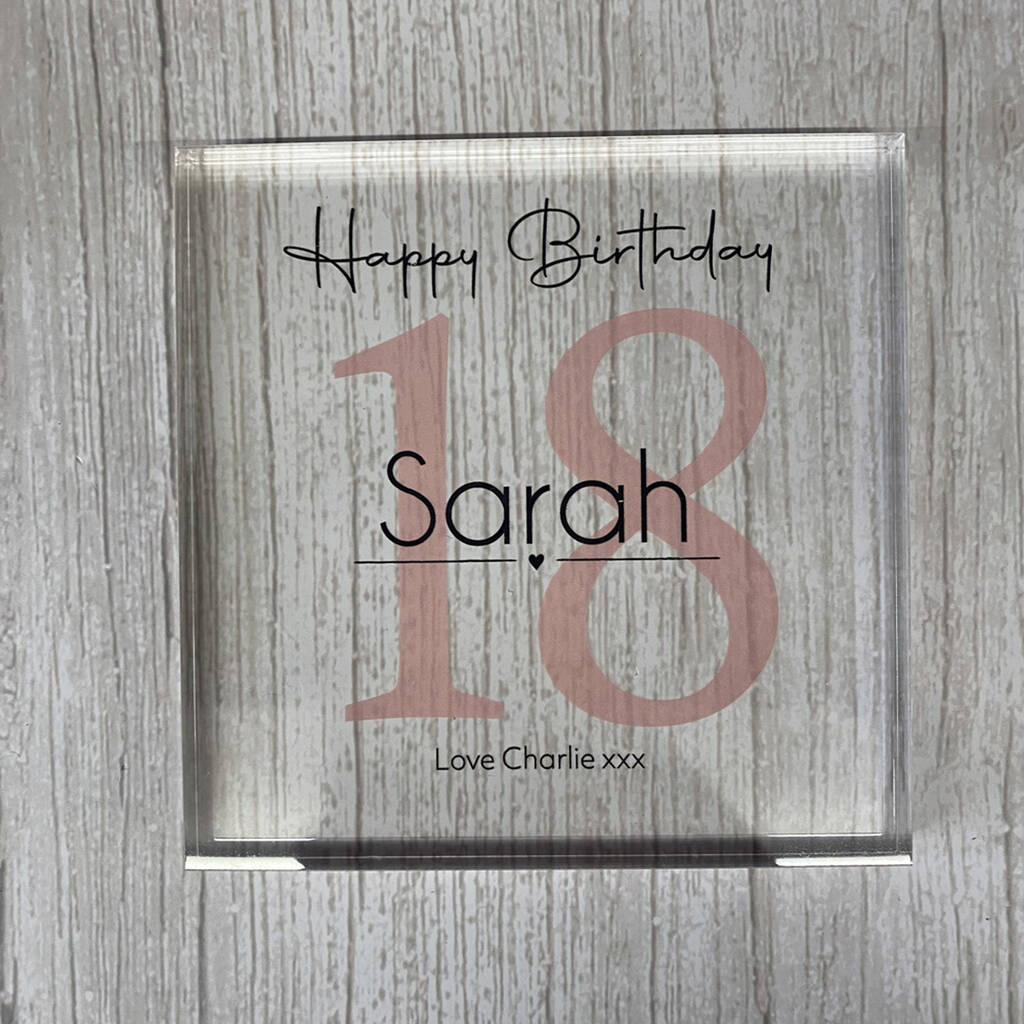 Happy Birthday
18
Sarah
Love Charlie xxx